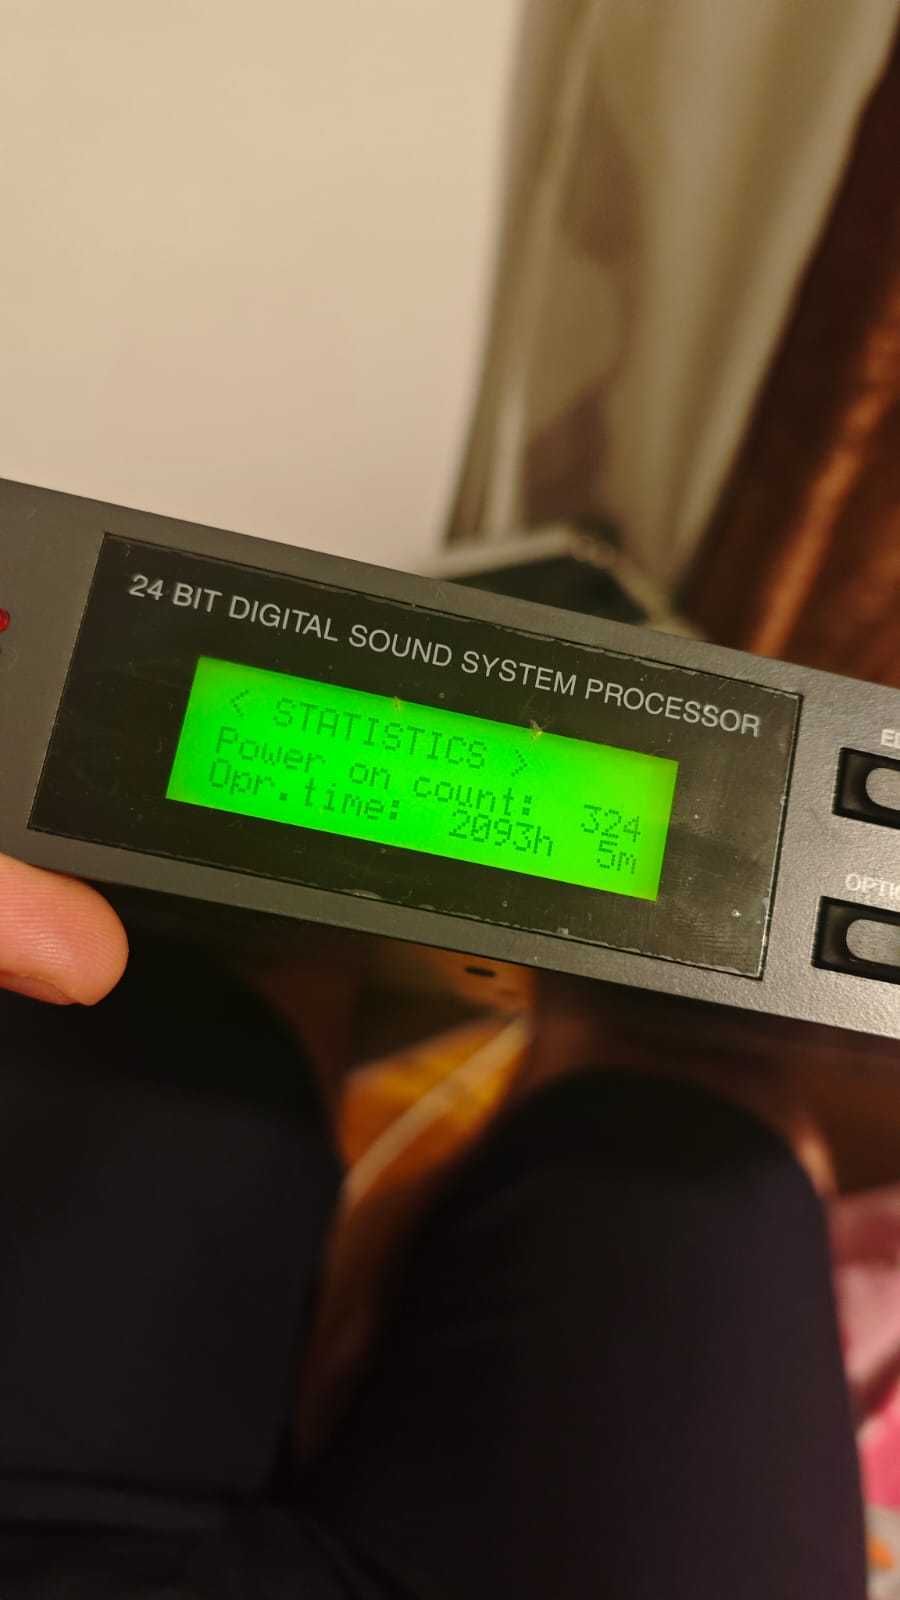 24 BIT DIGITAL SOUND SYSTEM PROCESSOR
< STATISTICS >
Power on count: 324
Opr.time: 2093h 5m